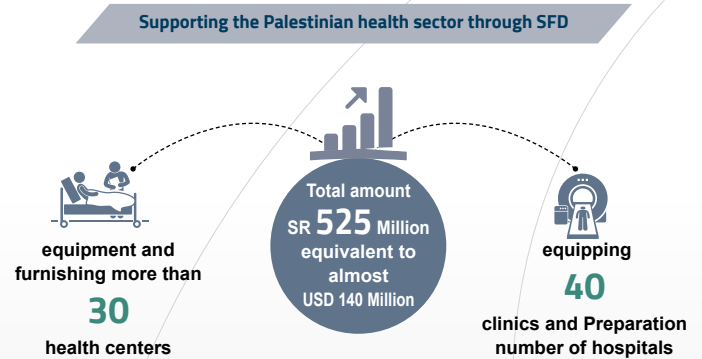 Supporting the Palestinian health sector through SFD
Total amount
SR 525 Million
equivalent to
almost
USD 140 Million
equipment and
furnishing more than
30
health centers
equipping
40
clinics and Preparation
number of hospitals